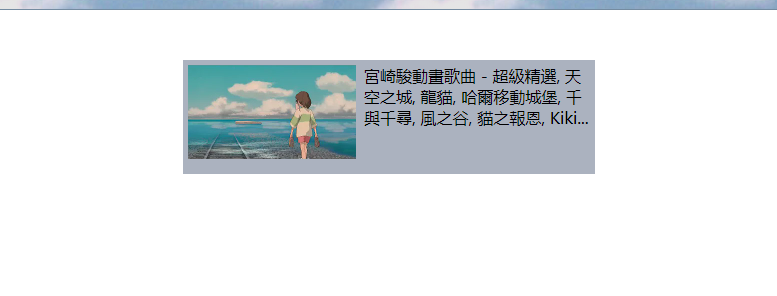 宮崎駿動畫歌曲 - 超級精選, 天
空之城, 龍貓, 哈爾移動城堡, 千
與千尋, 風之谷, 貓之報恩, Kiki...